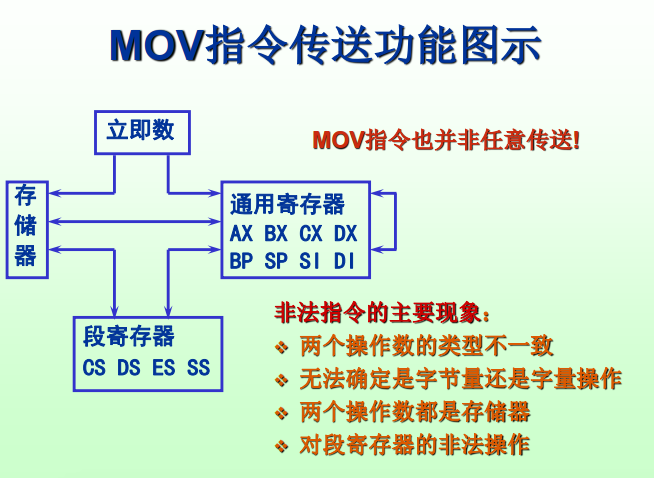 MOV指令传送功能图示
立即数
MOV指令也并非任意传送!
存
储
器
通用寄存器
AX BX CX DX
BP SP SI DI
段寄存器
CS DS ES SS
非法指令的主要现象:
❖ 两个操作数的类型不一致
❖ 无法确定是字节量还是字量操作
❖ 两个操作数都是存储器
❖ 对段寄存器的非法操作